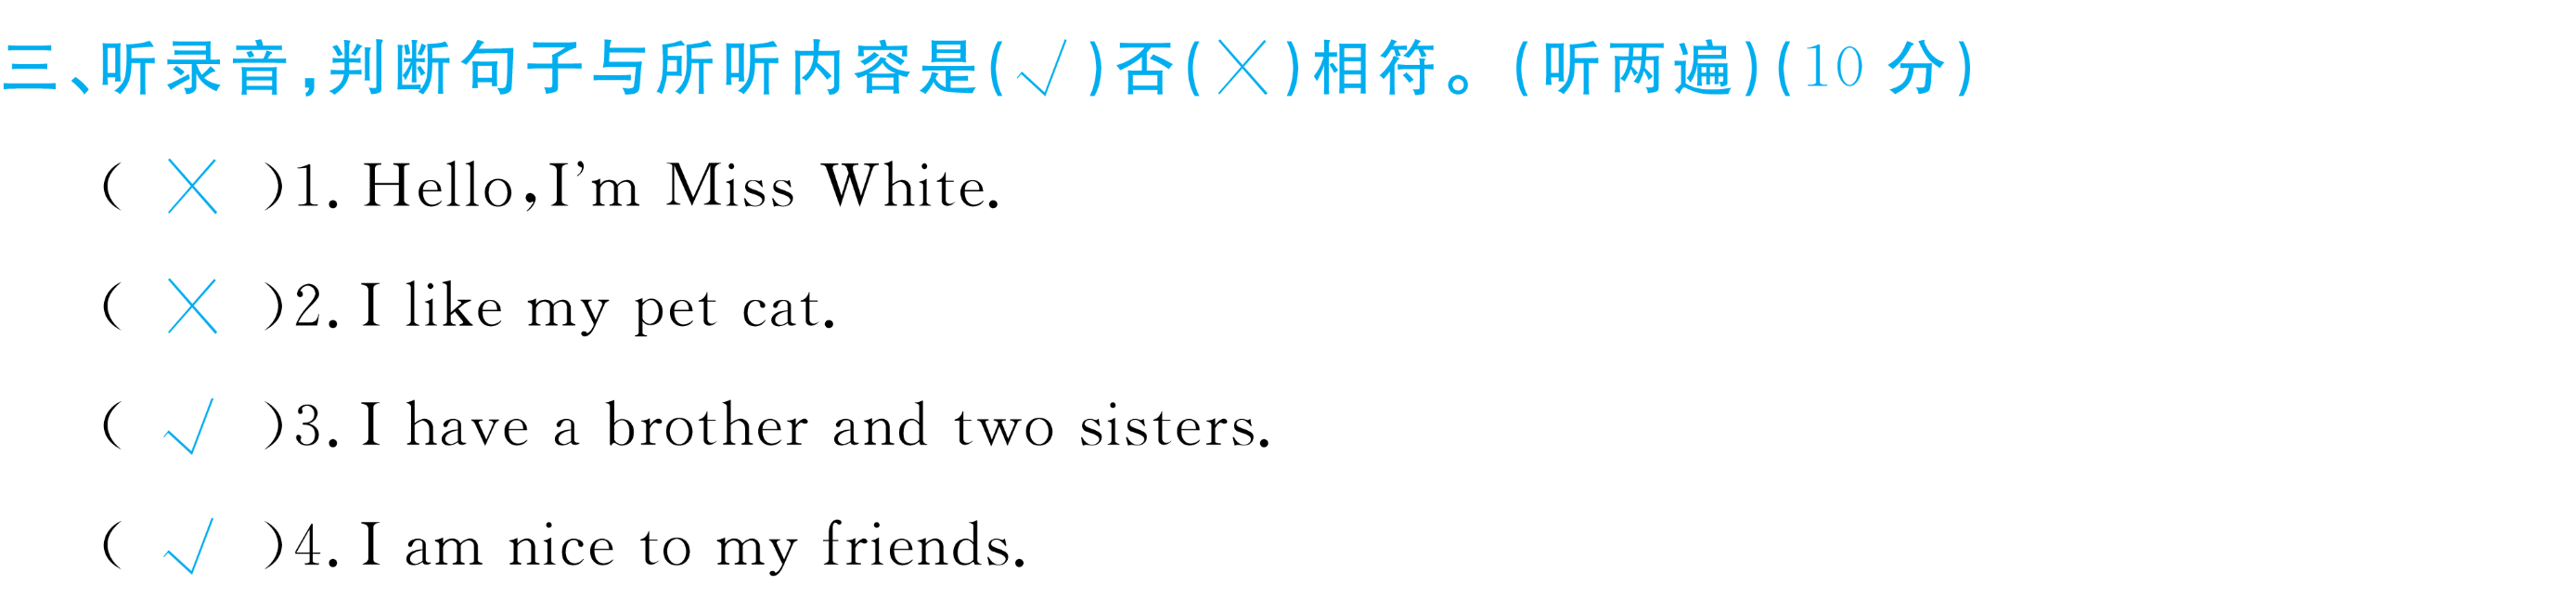 三、听录音,判断句子与所听内容是(√)否(×)相符。(听两遍)(10 分)
( × )1. Hello,I'm Miss White.
( × )2. I like my pet cat.
( √ )3. I have a brother and two sisters.
( √ )4. I am nice to my friends.